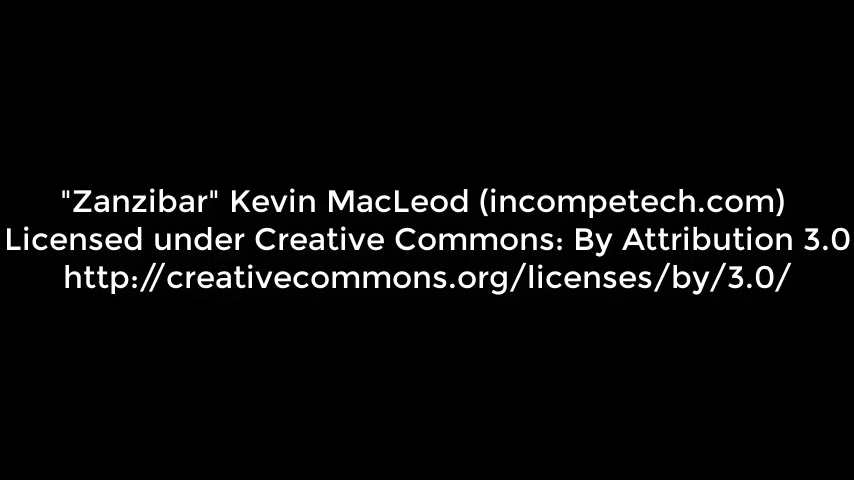 "Zanzibar" Kevin MacLeod (incompetech.com)
Licensed under Creative Commons: By Attribution 3.0
http://creativecommons.org/licenses/by/3.0/